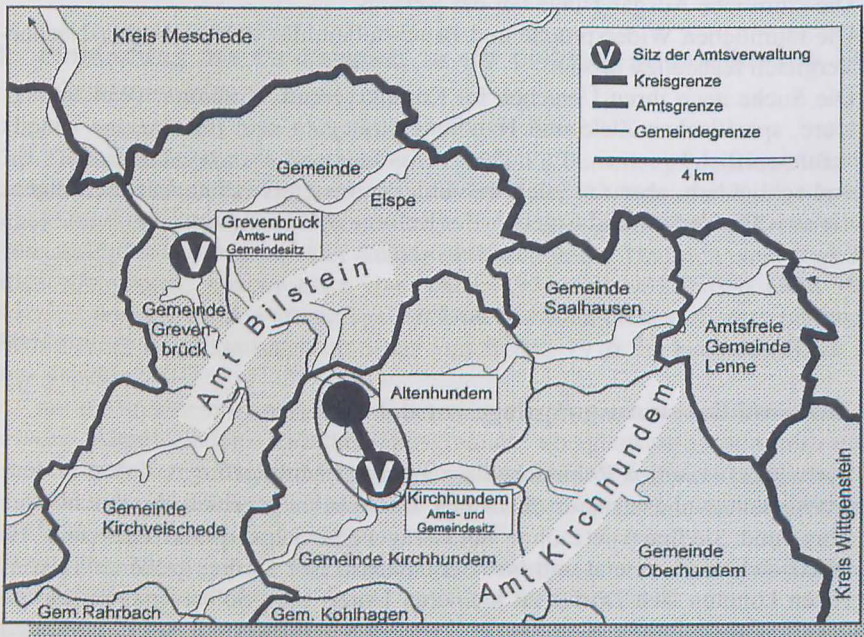 Kreis Meschede
V Sitz der Amtsverwaltung
Kreisgrenze
Amtsgrenze
Gemeindegrenze
4 km
Gemeinde
Elspe
Grevenbrück
Amts- und
Gemeindesitz
V
Gemeinde
Greven-
brück
Amt Bilstein
Gemeinde
Saalhausen
Amtsfreie
Gemeinde
Lenne
Altenhundem
V
Kirchhundem
Amts- und
Gemeindesitz
Amt Kirchhundem
Gemeinde
Kirchveischede
Gemeinde Kirchhundem
Gemeinde
Oberhundem
Kreis Wittgenstein
Gem. Rahrbach
Gem. Kohlhagen